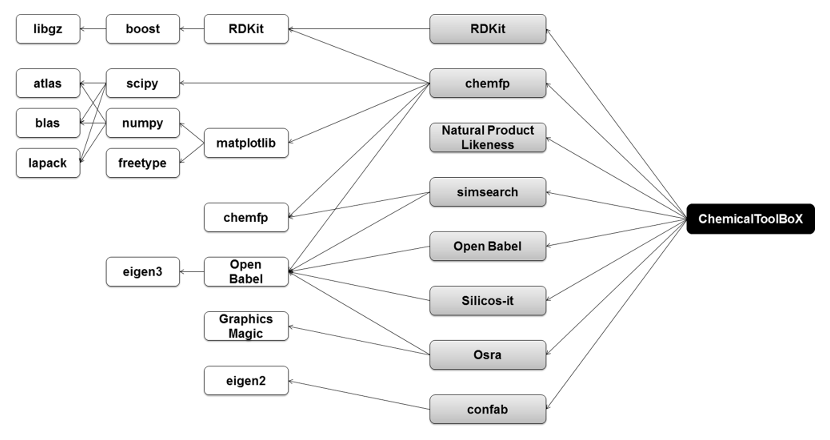 libgz
boost
RDKit
RDKit
atlas
scipy
chemfp
blas
numpy
Natural Product
Likeness
matplotlib
lapack
freetype
simsearch
chemfp
ChemicalToolBoX
Open Babel
eigen3
Open
Babel
Silicos-it
Graphics
Magic
Osra
eigen2
confab